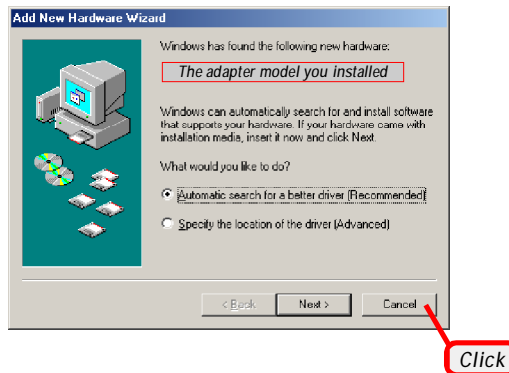 Add New Hardware Wizard
Windows has found the following new hardware:
The adapter model you installed
Windows can automatically search for and install software
that supports your hardware. If your hardware came with
installation media, insert it now and click Next.
What would you like to do?
Automatic search for a better driver (Recommended)
Specify the location of the driver (Advanced)
< Back
Next >
Cancel
Click